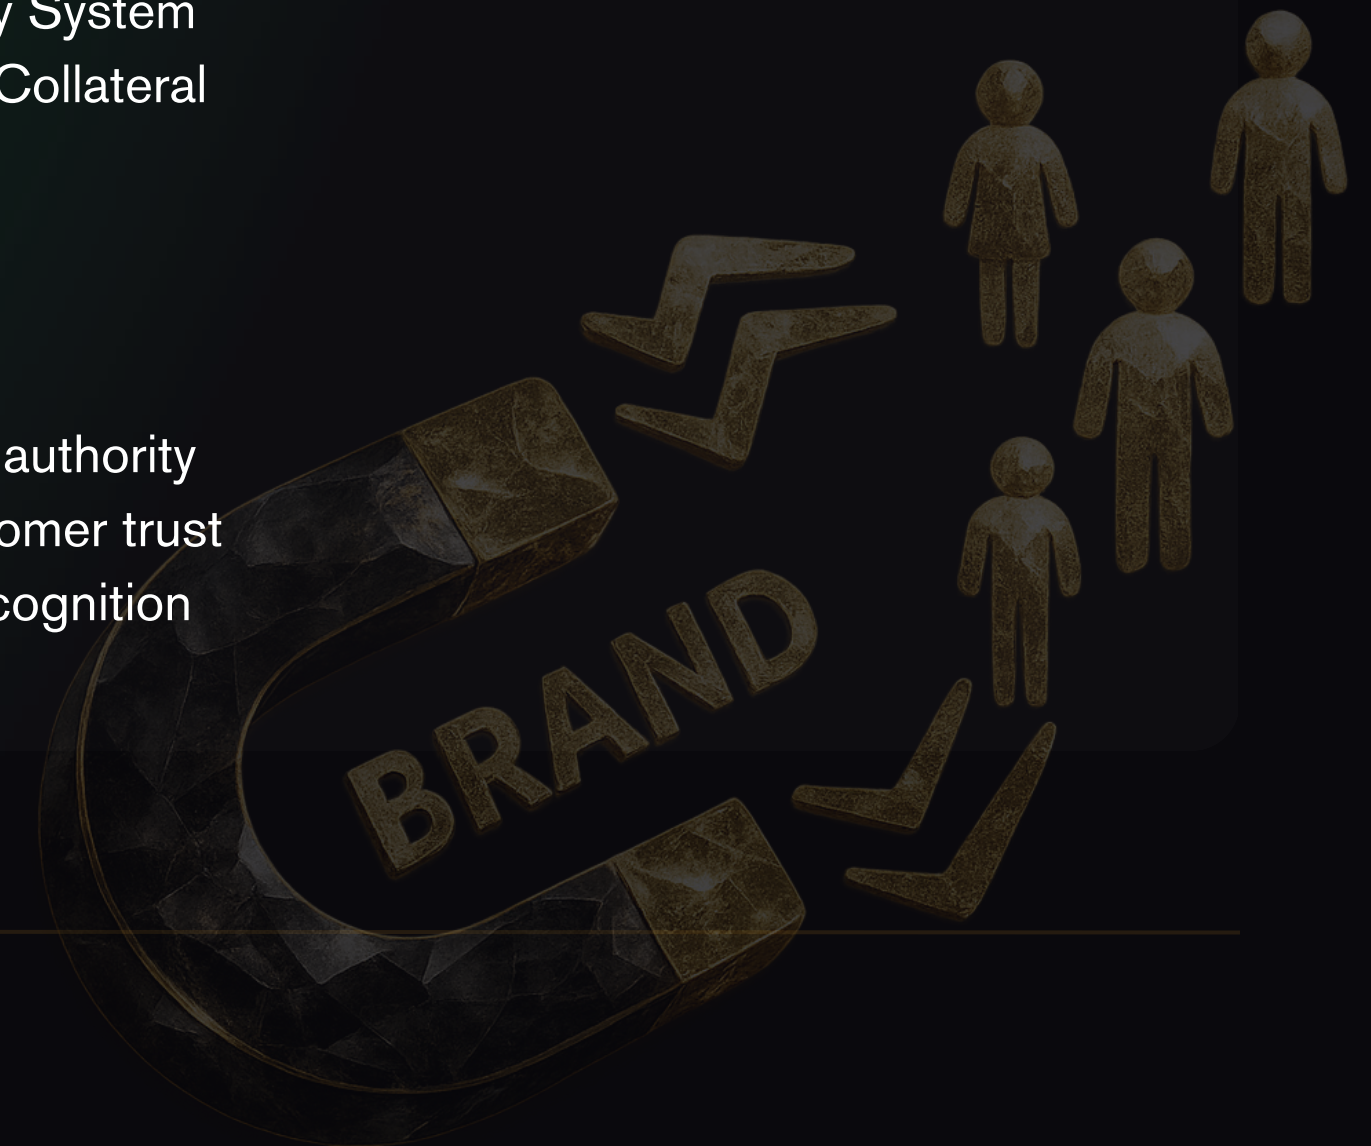 y System
Collateral
authority
omer trust
cognition
BRAND